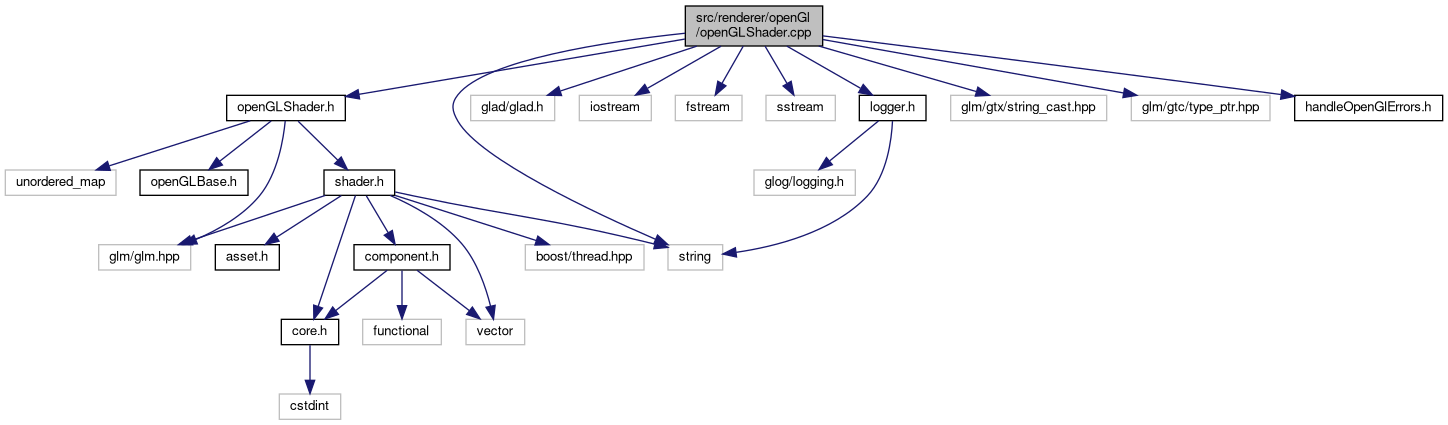 src/renderer/openGl
/openGLShader.cpp
openGLShader.h
glad/glad.h
iostream
fstream
sstream
logger.h
glm/gtx/string_cast.hpp
glm/gtc/type_ptr.hpp
handleOpenGlErrors.h
unordered_map
openGLBase.h
shader.h
glog/logging.h
glm/glm.hpp
asset.h
component.h
boost/thread.hpp
string
core.h
functional
vector
cstdint